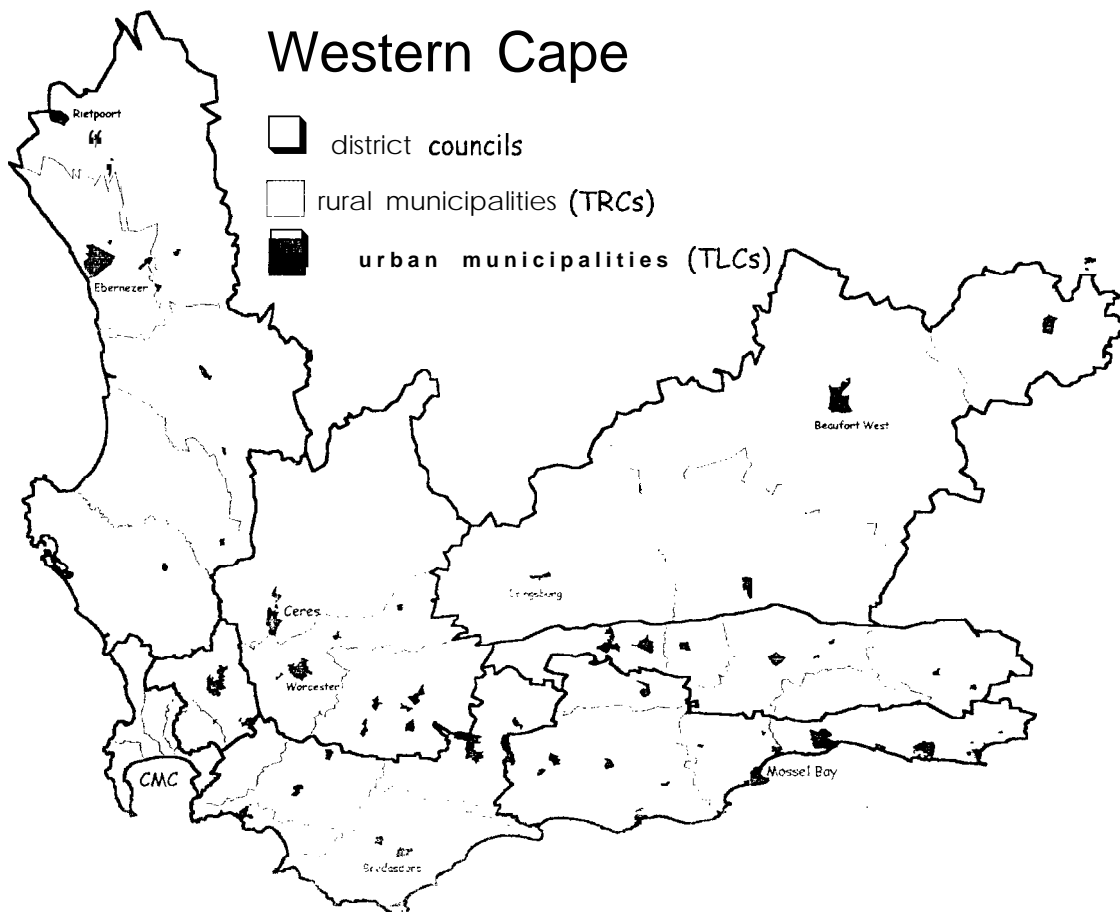 Western Cape
district councils
rural municipalities (TRCs)
urban municipalities (TLCs)
Rietpoort
Ebernezer
Beaufort West
Ceres
Worcester
CMC
Mossel Bay